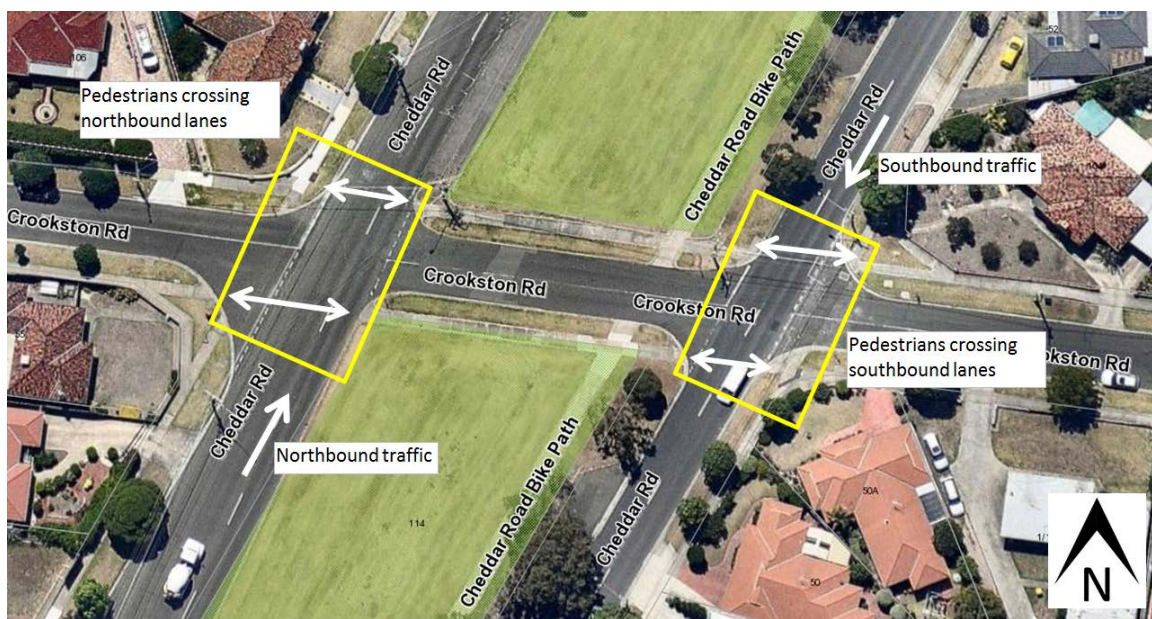 106
52
Pedestrians crossing
northbound lanes
Cheddar Rd
Cheddar Road Bike Path
Cheddar Rd
Southbound traffic
Crookston Rd
Crookston Rd
Crookston Rd
Pedestrians crossing
southbound lanes
okston Rd
Cheddar Rd
Northbound traffic
Cheddar Road Bike Path
Cheddar Rd
114
50A
50
N